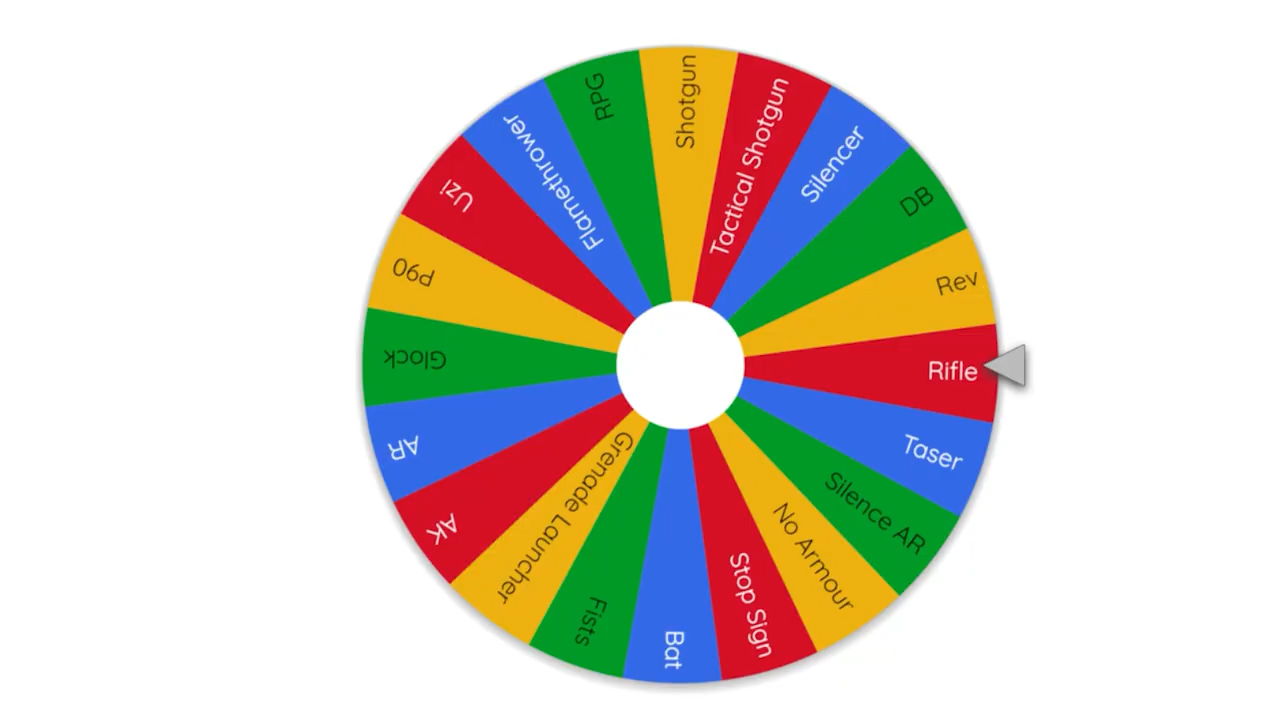 Shotgun
Tactical Shotgun
Silencer
DB
Rev
Rifle
Taser
Silence AR
No Armour
Stop Sign
Bat
Fists
Grenade Launcher
AK
AR
Glock
P90
Uzi
Flamethrower
RPG